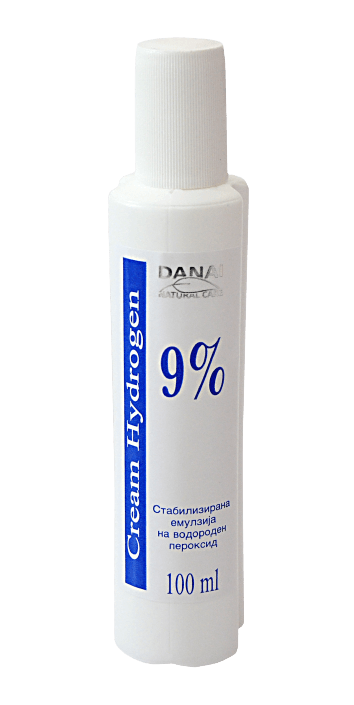 DANAI
NATURAL CARE
Cream Hydrogen
9%
Стабилизирана
емулзија
на водороден
пероксид
100 ml